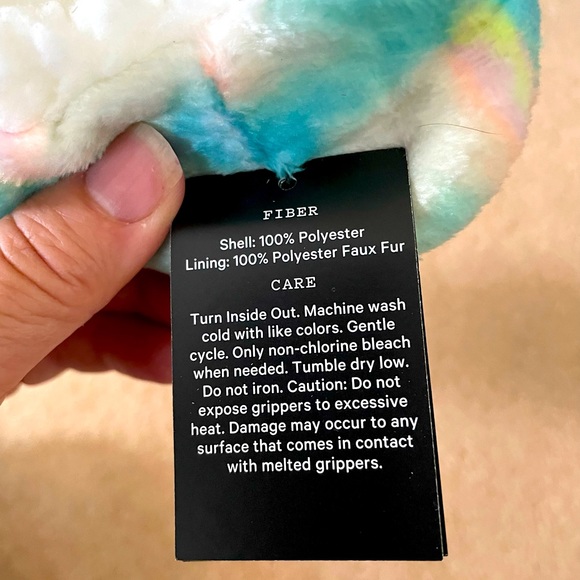 FIBER
Shell: 100% Polyester
Lining: 100% Polyester Faux Fur
CARE
Turn Inside Out. Machine wash
cold with like colors. Gentle
cycle. Only non-chlorine bleach
when needed. Tumble dry low.
Do not iron. Caution: Do not
expose grippers to excessive
heat. Damage may occur to any
surface that comes in contact
with melted grippers.